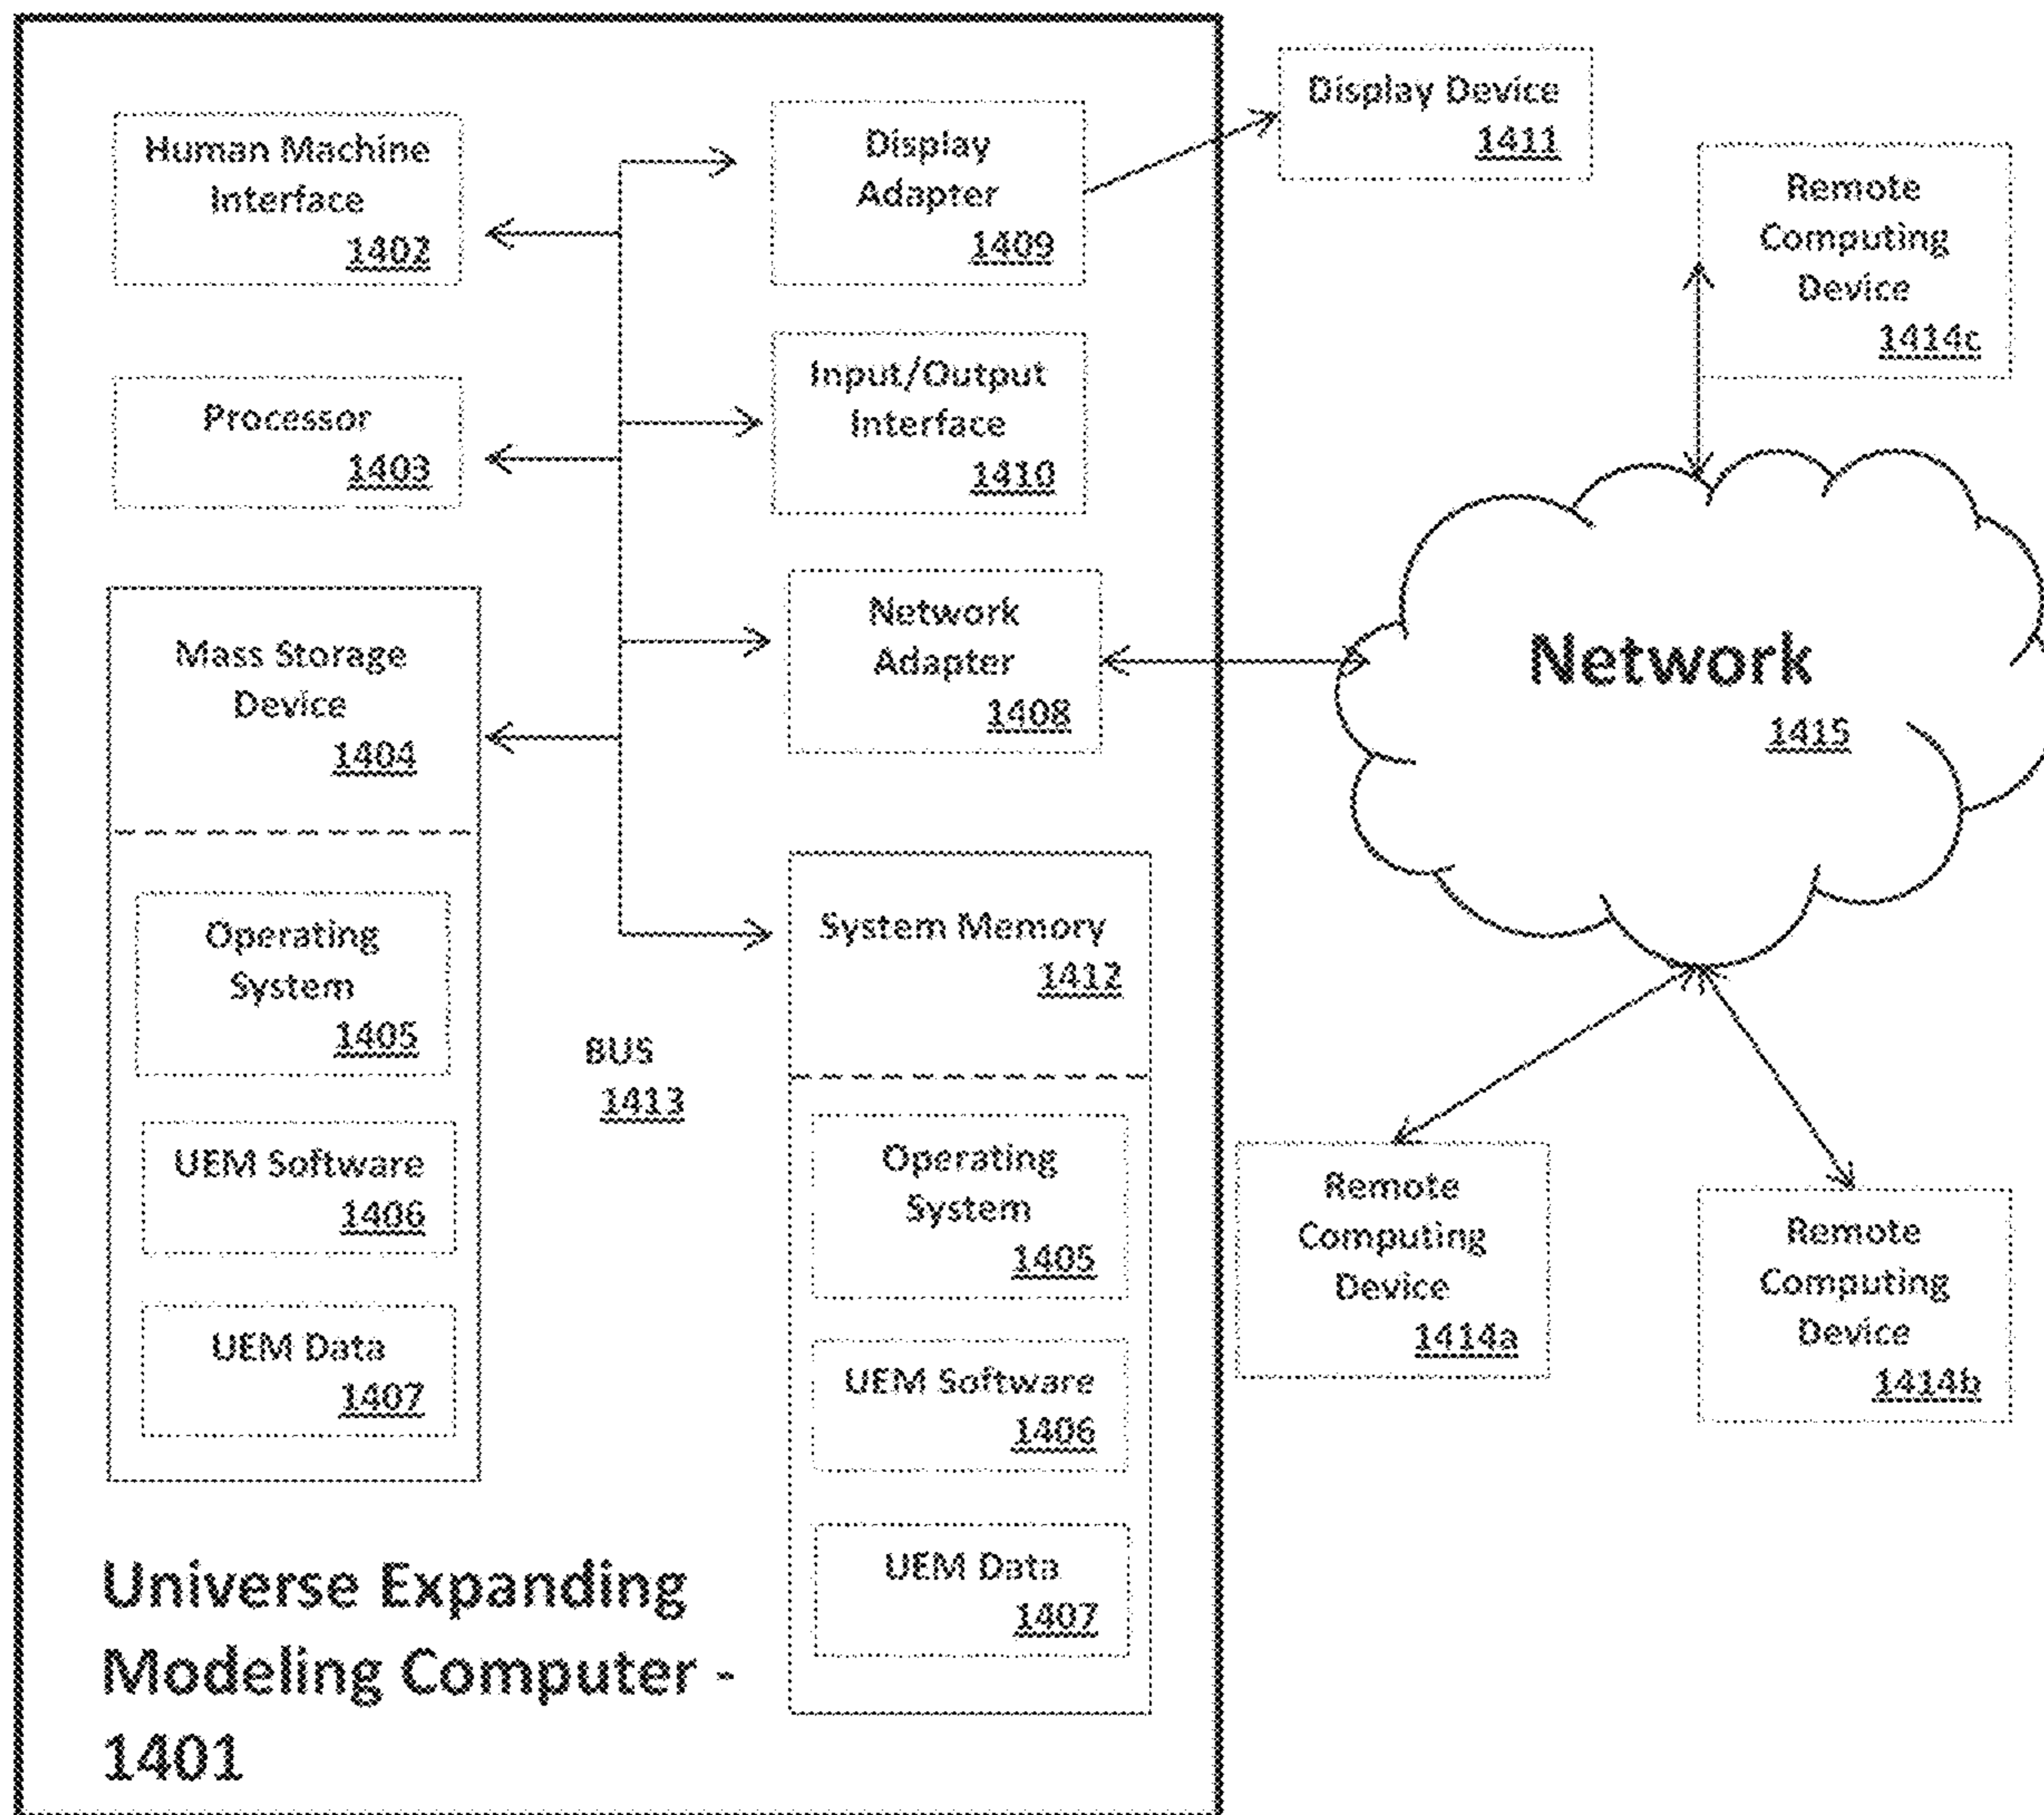 Human Machine
Interface
1402
Processor
1403
Mass Storage
Device
1404
Operating
System
1405
UEM Software
1406
UEM Data
1407
BUS
1413
Display
Adapter
1409
Input/Output
Interface
1410
Network
Adapter
1408
System Memory
1412
Operating
System
1405
UEM Software
1406
UEM Data
1407
Universe Expanding
Modeling Computer -
1401
Display Device
1411
Remote
Computing
Device
1414c
Network
1415
Remote
Computing
Device
1414a
Remote
Computing
Device
1414b